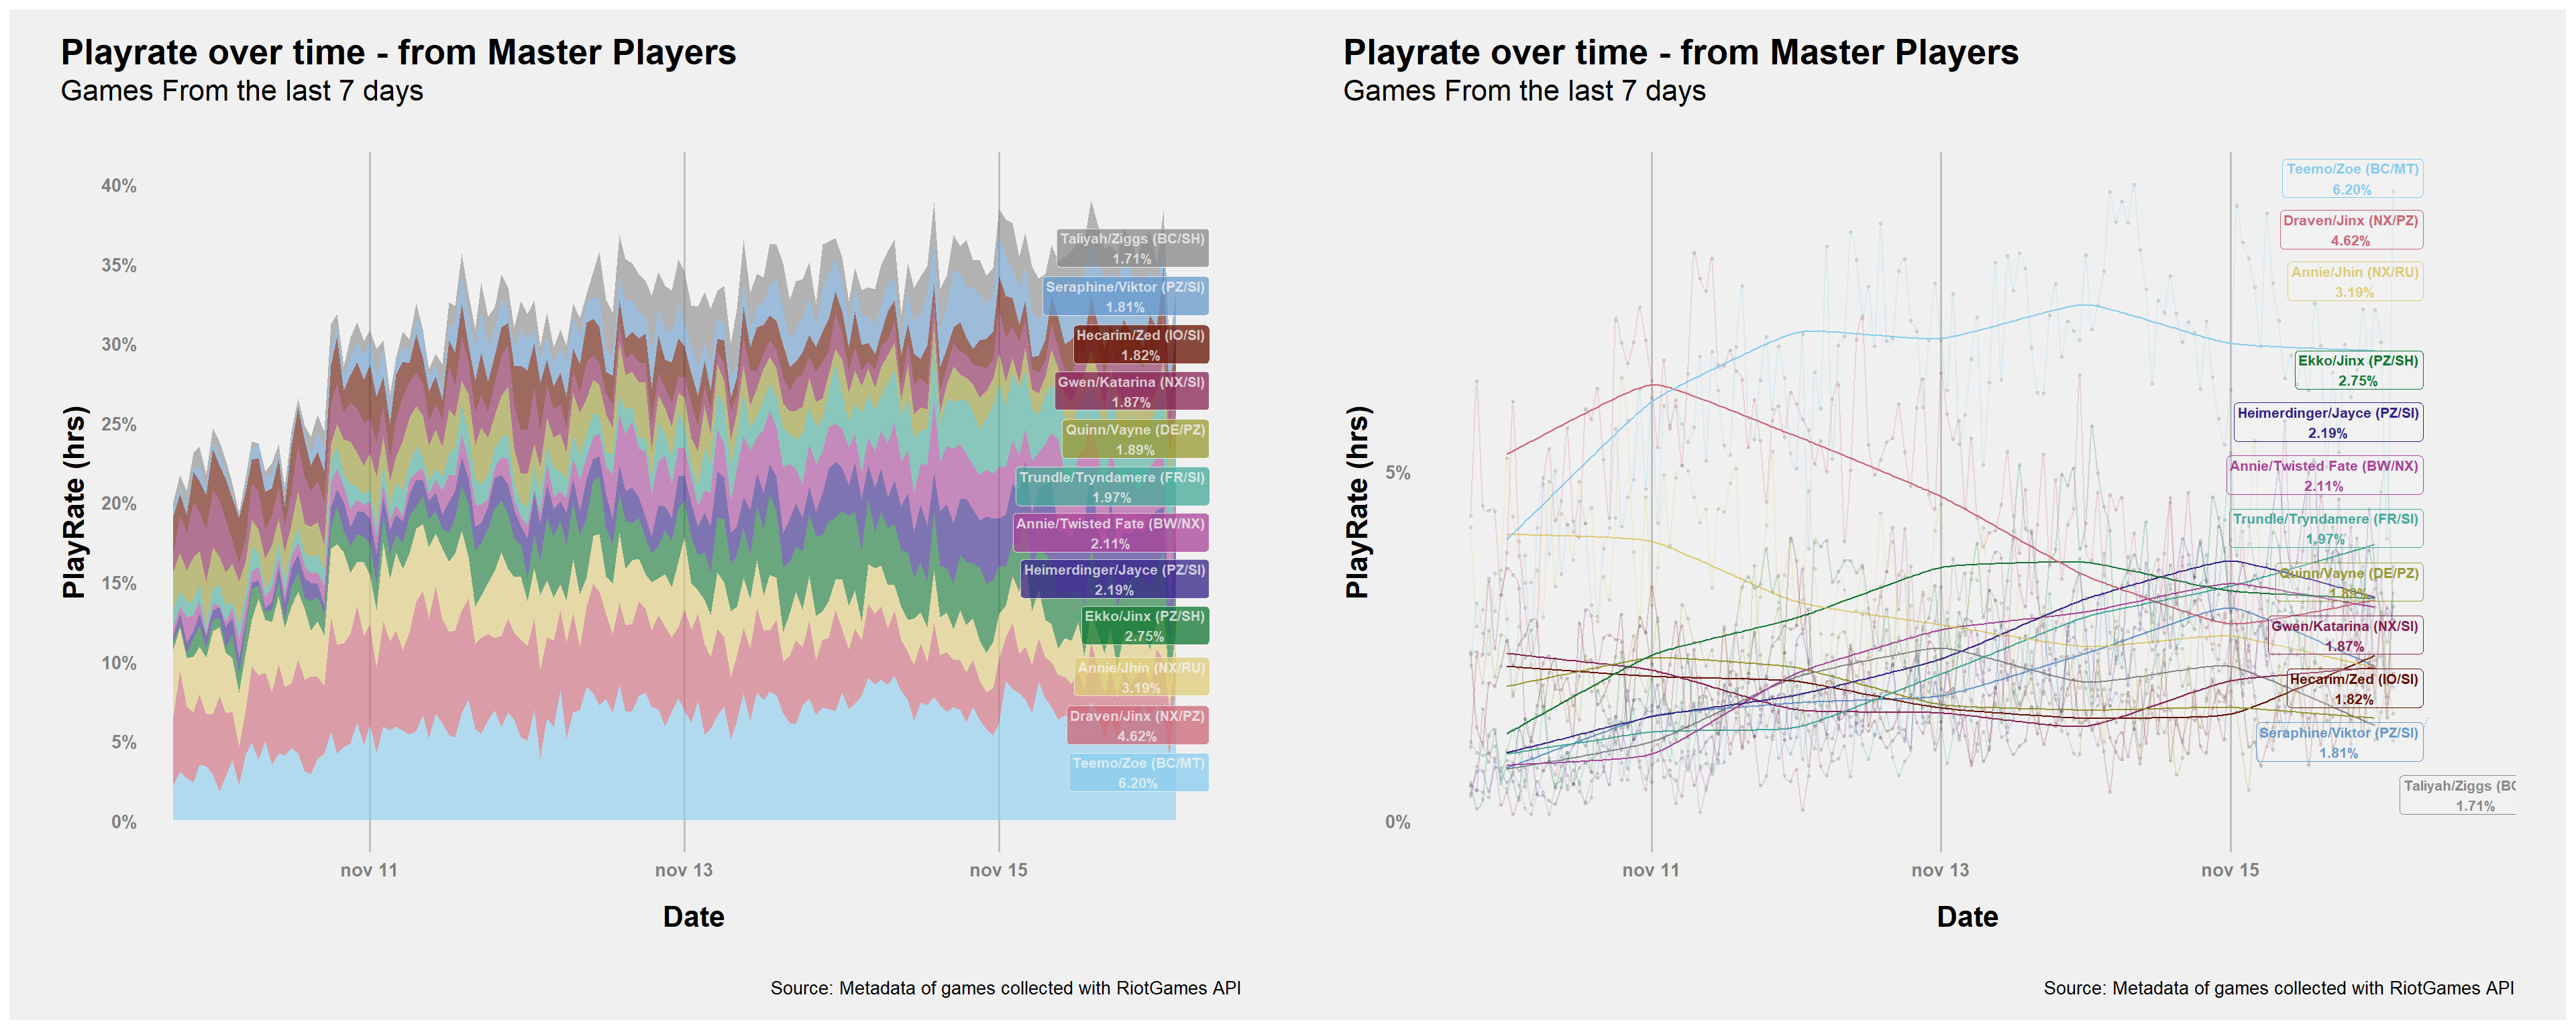 Playrate over time - from Master Players
Games From the last 7 days
PlayRate (hrs)
40%
35%
30%
25%
20%
15%
10%
5%
0%
Taliyah/Ziggs (BC/SH)
1.71%
Seraphine/Viktor (PZ/SI)
1.81%
Hecarim/Zed (IO/SI)
1.82%
Gwen/Katarina (NX/SI)
1.87%
Quinn/Vayne (DE/PZ)
1.89%
Trundle/Tryndamere (FR/SI)
1.97%
Annie/Twisted Fate (BW/NX)
2.11%
Heimerdinger/Jayce (PZ/SI)
2.19%
Ekko/Jinx (PZ/SH)
2.75%
Annie/Jhin (NX/RU)
3.19%
Draven/Jinx (NX/PZ)
4.62%
Teemo/Zoe (BC/MT)
6.20%
nov 11
nov 13
nov 15
Date
Source: Metadata of games collected with RiotGames API
Playrate over time - from Master Players
Games From the last 7 days
PlayRate (hrs)
5%
0%
Teemo/Zoe (BC/MT)
6.20%
Draven/Jinx (NX/PZ)
4.62%
Annie/Jhin (NX/RU)
3.19%
Ekko/Jinx (PZ/SH)
2.75%
Heimerdinger/Jayce (PZ/SI)
2.19%
Annie/Twisted Fate (BW/NX)
2.11%
Trundle/Tryndamere (FR/SI)
1.97%
Quinn/Vayne (DE/PZ)
1.89%
Gwen/Katarina (NX/SI)
1.87%
Hecarim/Zed (IO/SI)
1.82%
Seraphine/Viktor (PZ/SI)
1.81%
Taliyah/Ziggs (BC
1.71%
nov 11
nov 13
nov 15
Date
Source: Metadata of games collected with RiotGames API